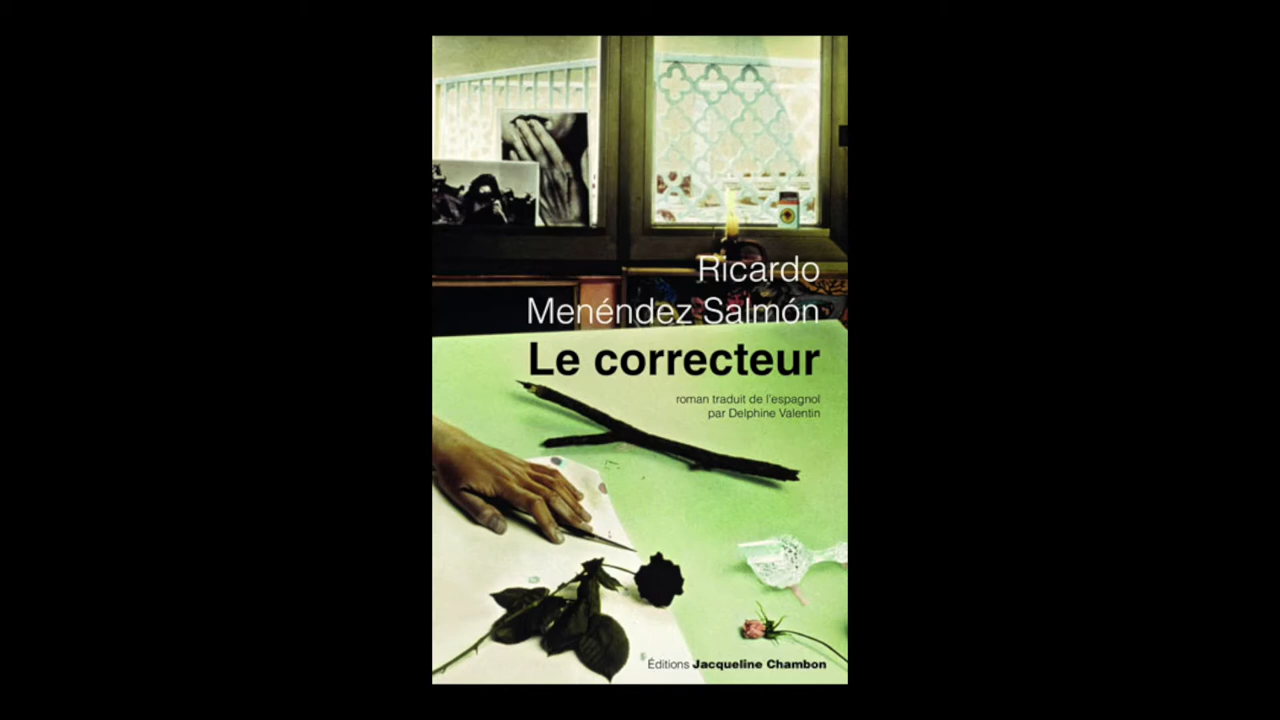 Ricardo
Menéndez Salmón
Le correcteur
roman traduit de l'espagnol
par Delphine Valentin
Éditions Jacqueline Chambon